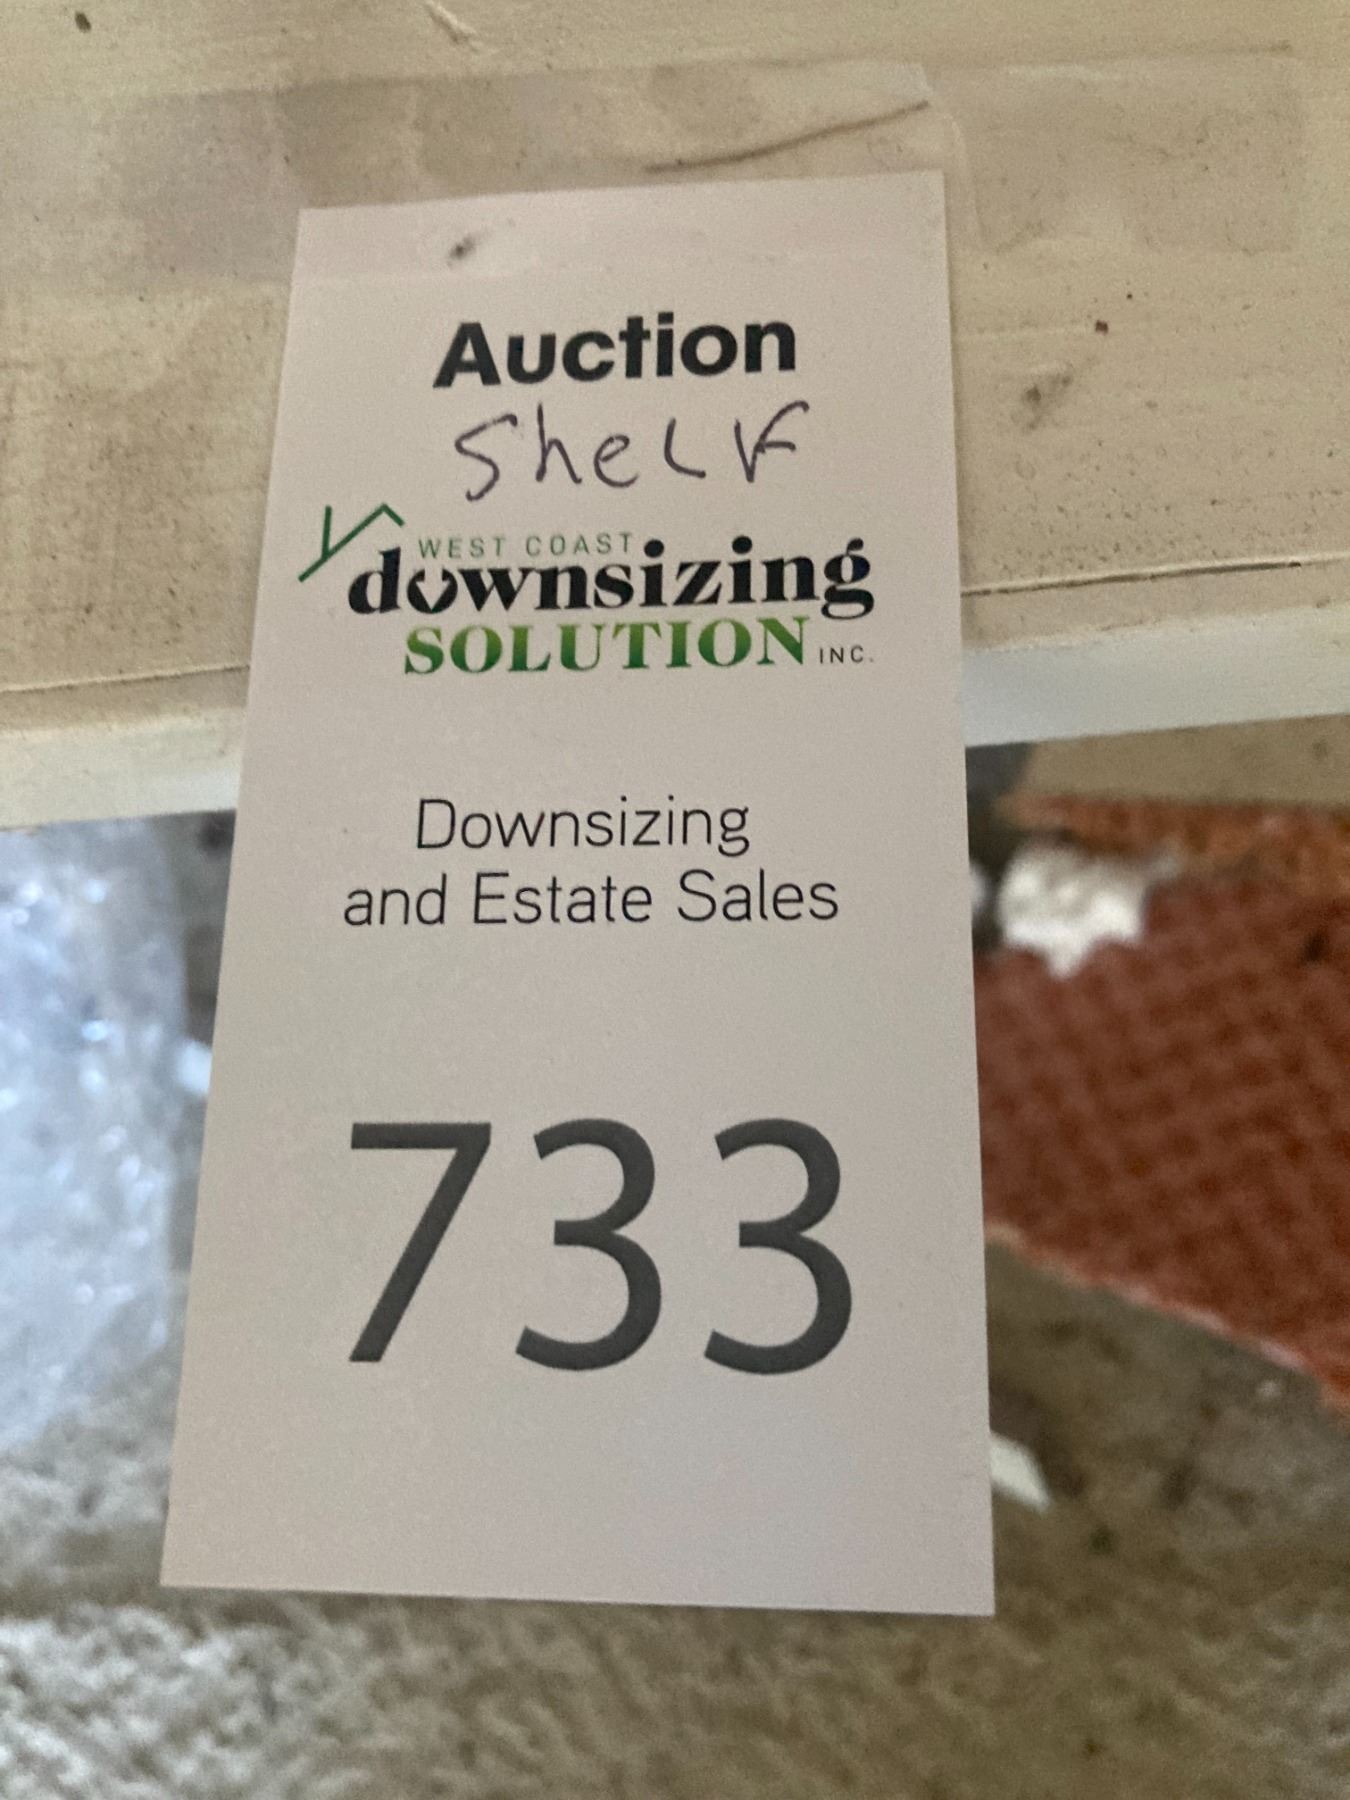 Auction
SheLF
WEST COAST
downsizing
SOLUTION INC.
Downsizing
and Estate Sales
733